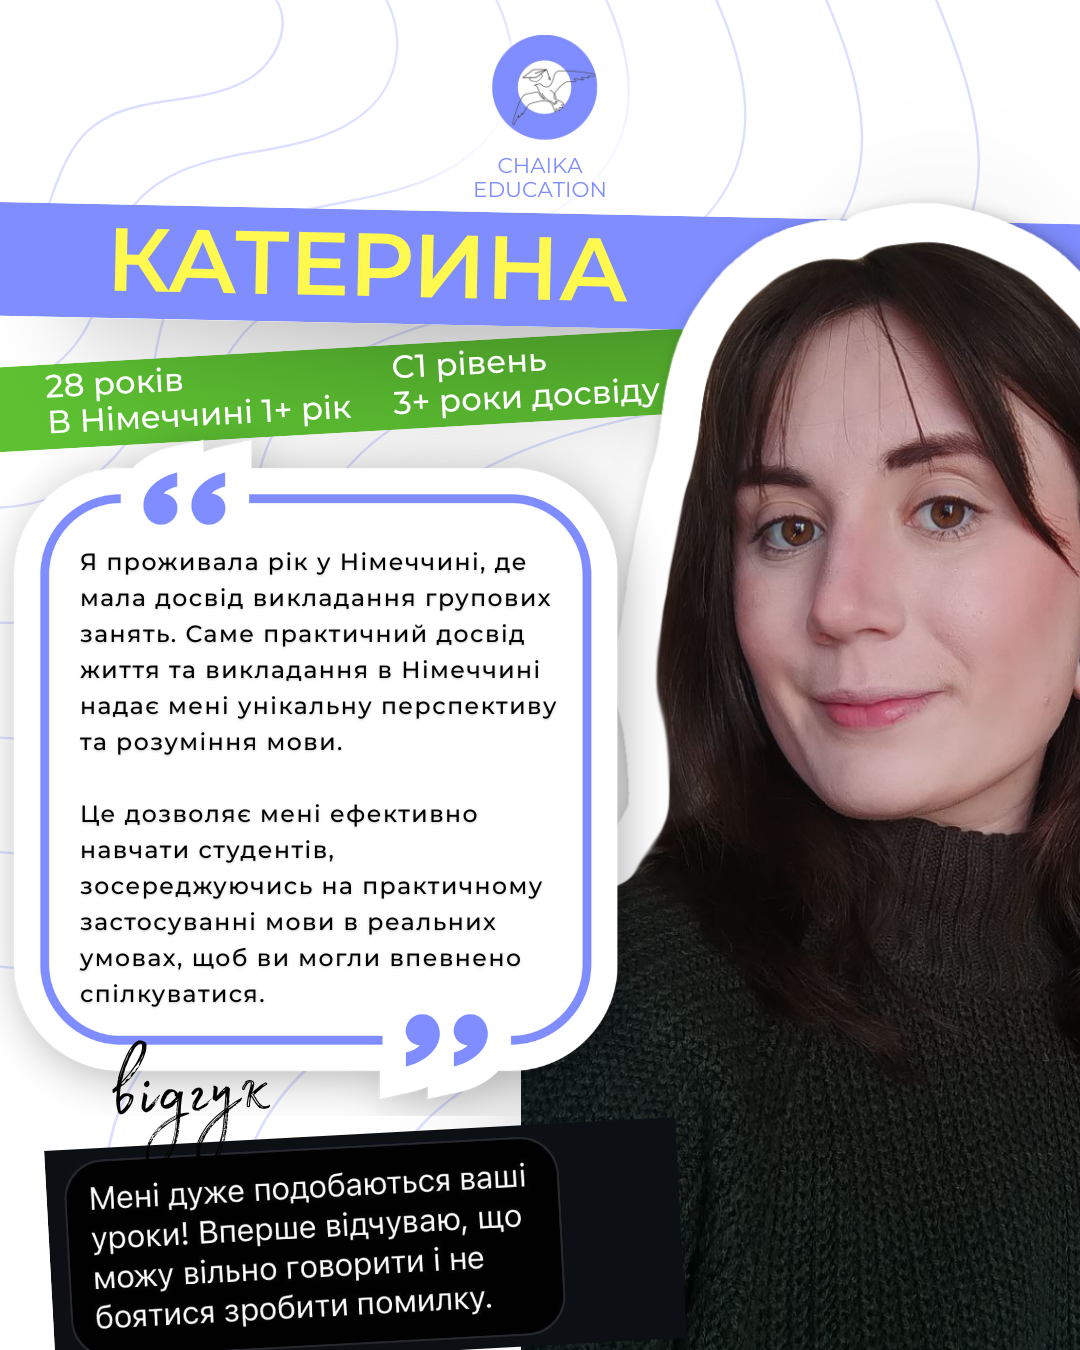 CHAIKA
EDUCATION
КАТЕРИНА
28 років
В Німеччині 1+ рік
С1 рівень
3+ роки досвіду
Я проживала рік у Німеччині, де
мала досвід викладання групових
занять. Саме практичний досвід
життя та викладання в Німеччині
надає мені унікальну перспективу
та розуміння мови.
Це дозволяє мені ефективно
навчати студентів,
зосереджуючись на практичному
застосуванні мови в реальних
умовах, щоб ви могли впевнено
спілкуватися.
відгук
Мені дуже подобаються ваші
уроки! Вперше відчуваю, що
можу вільно говорити і не
боятися зробити помилку.